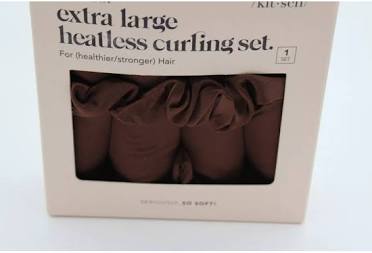 /kit·sch/
extra large
heatless curling set.
1
SET
For (healthier/stronger) Hair
SERIOUSLY, SO SOFT!